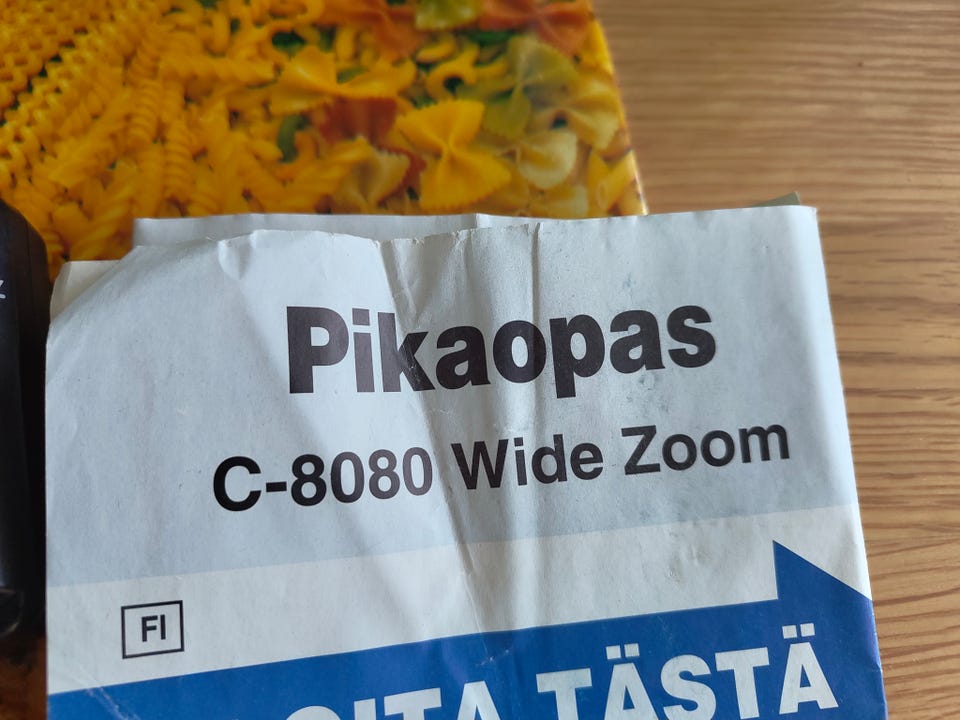 Pikaopas
C-8080 Wide Zoom
FI
TÄSTÄ